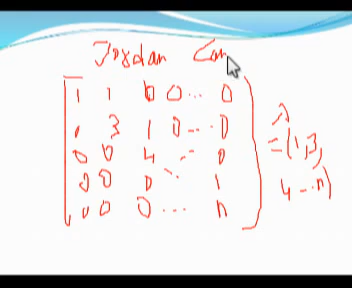 Jordan Can
1 1 0 0 ... 0
0 3 1 0 ... 0
0 0 4 ... 0
0 0 0 ... 1
0 0 0 ... n
λ
= (1, 3,
4 ... n)